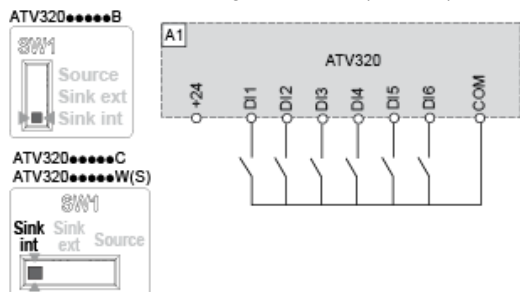 ATV320●●●●●B
SW1
Source
Sink ext
Sink int
ATV320●●●●●C
ATV320●●●●●W(S)
SW1
Sink int
Sink ext
Source
A1
ATV320
+24
DI1
DI2
DI3
DI4
DI5
DI6
COM